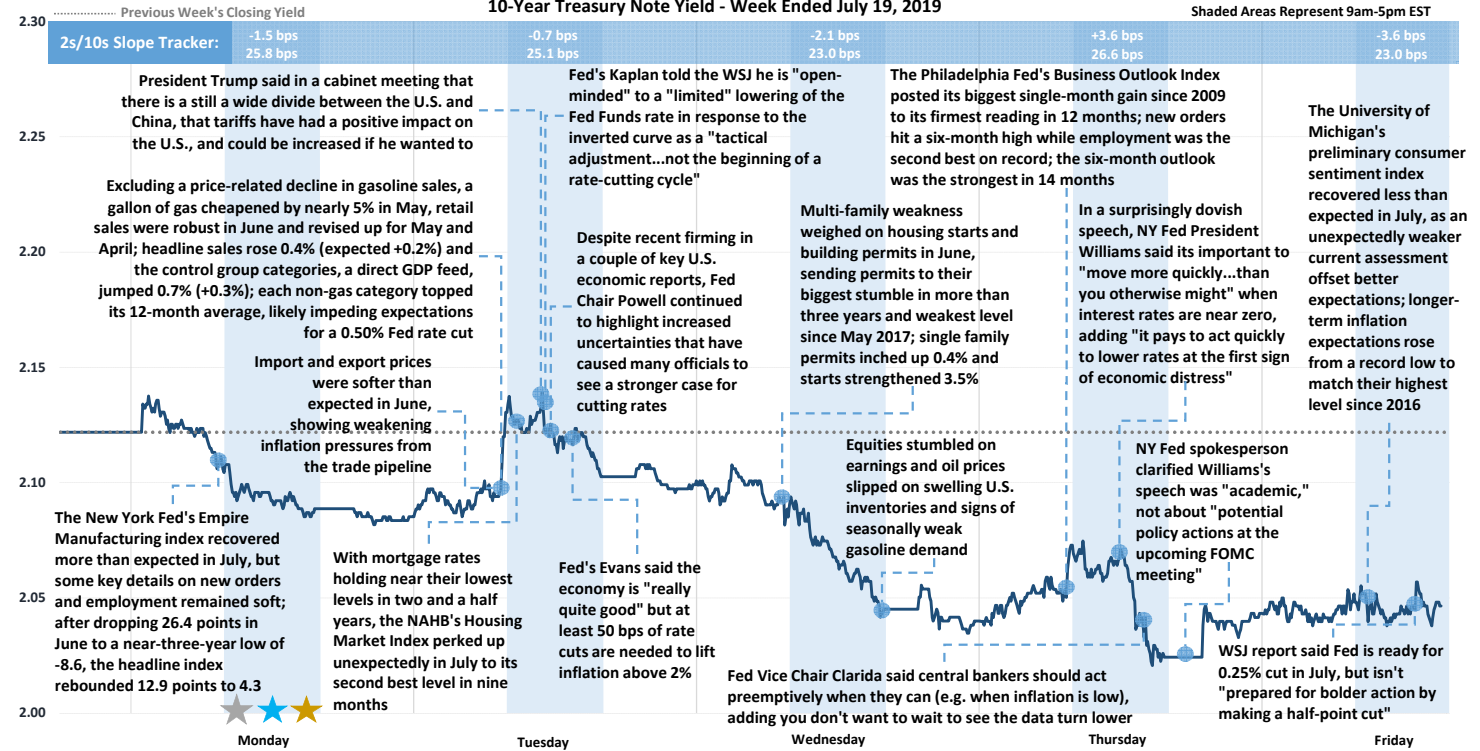 10-Year Treasury Note Yield - Week Ended July 19, 2019
Previous Week's Closing Yield
Shaded Areas Represent 9am-5pm EST
2s/10s Slope Tracker:
-1.5 bps
25.8 bps
-0.7 bps
25.1 bps
-2.1 bps
23.0 bps
+3.6 bps
26.6 bps
-3.6 bps
23.0 bps
2.30
2.25
2.20
2.15
2.10
2.05
2.00
President Trump said in a cabinet meeting that
there is a still a wide divide between the U.S. and
China, that tariffs have had a positive impact on
the U.S., and could be increased if he wanted to
Excluding a price-related decline in gasoline sales, a
gallon of gas cheapened by nearly 5% in May, retail
sales were robust in June and revised up for May and
April; headline sales rose 0.4% (expected +0.2%) and
the control group categories, a direct GDP feed,
jumped 0.7% (+0.3%); each non-gas category topped
its 12-month average, likely impeding expectations
for a 0.50% Fed rate cut
Import and export prices
were softer than
expected in June,
showing weakening
inflation pressures from
the trade pipeline
The New York Fed's Empire
Manufacturing index recovered
more than expected in July, but
some key details on new orders
and employment remained soft;
after dropping 26.4 points in
June to a near-three-year low of
-8.6, the headline index
rebounded 12.9 points to 4.3
With mortgage rates
holding near their lowest
levels in two and a half
years, the NAHB's Housing
Market Index perked up
unexpectedly in July to its
second best level in nine
months
Fed's Kaplan told the WSJ he is "open-
minded" to a "limited" lowering of the
Fed Funds rate in response to the
inverted curve as a "tactical
adjustment...not the beginning of a
rate-cutting cycle"
Despite recent firming in
a couple of key U.S.
economic reports, Fed
Chair Powell continued
to highlight increased
uncertainties that have
caused many officials to
see a stronger case for
cutting rates
Fed's Evans said the
economy is "really
quite good" but at
least 50 bps of rate
cuts are needed to lift
inflation above 2%
The Philadelphia Fed's Business Outlook Index
posted its biggest single-month gain since 2009
to its firmest reading in 12 months; new orders
hit a six-month high while employment was the
second best on record; the six-month outlook
was the strongest in 14 months
Multi-family weakness
weighed on housing starts and
building permits in June,
sending permits to their
biggest stumble in more than
three years and weakest level
since May 2017; single family
permits inched up 0.4% and
starts strengthened 3.5%
Equities stumbled on
earnings and oil prices
slipped on swelling U.S.
inventories and signs of
seasonally weak
gasoline demand
Fed Vice Chair Clarida said central bankers should act
preemptively when they can (e.g. when inflation is low),
adding you don't want to wait to see the data turn lower
In a surprisingly dovish
speech, NY Fed President
Williams said its important to
"move more quickly...than
you otherwise might" when
interest rates are near zero,
adding "it pays to act quickly
to lower rates at the first sign
of economic distress"
NY Fed spokesperson
clarified Williams's
speech was "academic,"
not about "potential
policy actions at the
upcoming FOMC
meeting"
The University of
Michigan's
preliminary consumer
sentiment index
recovered less than
expected in July, as an
unexpectedly weaker
current assessment
offset better
expectations; longer-
term inflation
expectations rose
from a record low to
match their highest
level since 2016
WSJ report said Fed is ready for
0.25% cut in July, but isn't
"prepared for bolder action by
making a half-point cut"
Monday
Tuesday
Wednesday
Thursday
Friday